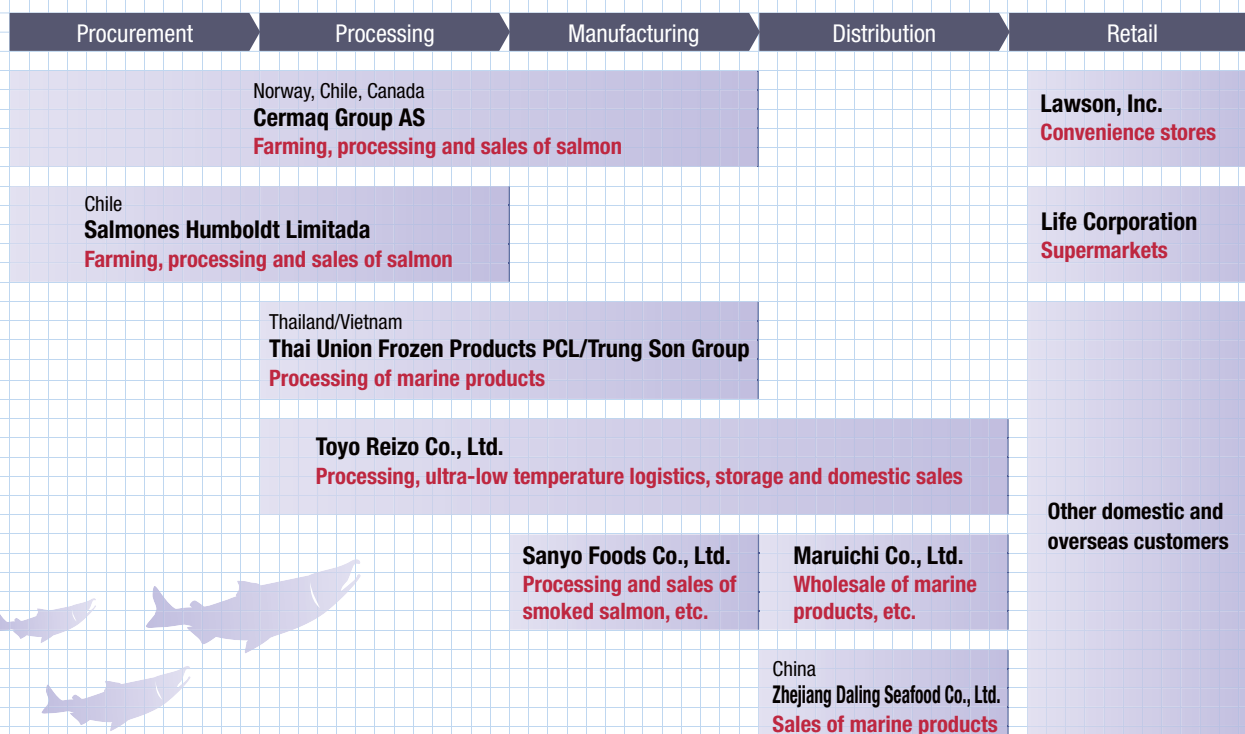 Procurement
Processing
Manufacturing
Distribution
Retail
Norway, Chile, Canada
Cermaq Group AS
Farming, processing and sales of salmon
Lawson, Inc.
Convenience stores
Chile
Salmones Humboldt Limitada
Farming, processing and sales of salmon
Life Corporation
Supermarkets
Thailand/Vietnam
Thai Union Frozen Products PCL/Trung Son Group
Processing of marine products
Toyo Reizo Co., Ltd.
Processing, ultra-low temperature logistics, storage and domestic sales
Other domestic and
overseas customers
Sanyo Foods Co., Ltd.
Processing and sales of
smoked salmon, etc.
Maruichi Co., Ltd.
Wholesale of marine
products, etc.
China
Zhejiang Daling Seafood Co., Ltd.
Sales of marine products